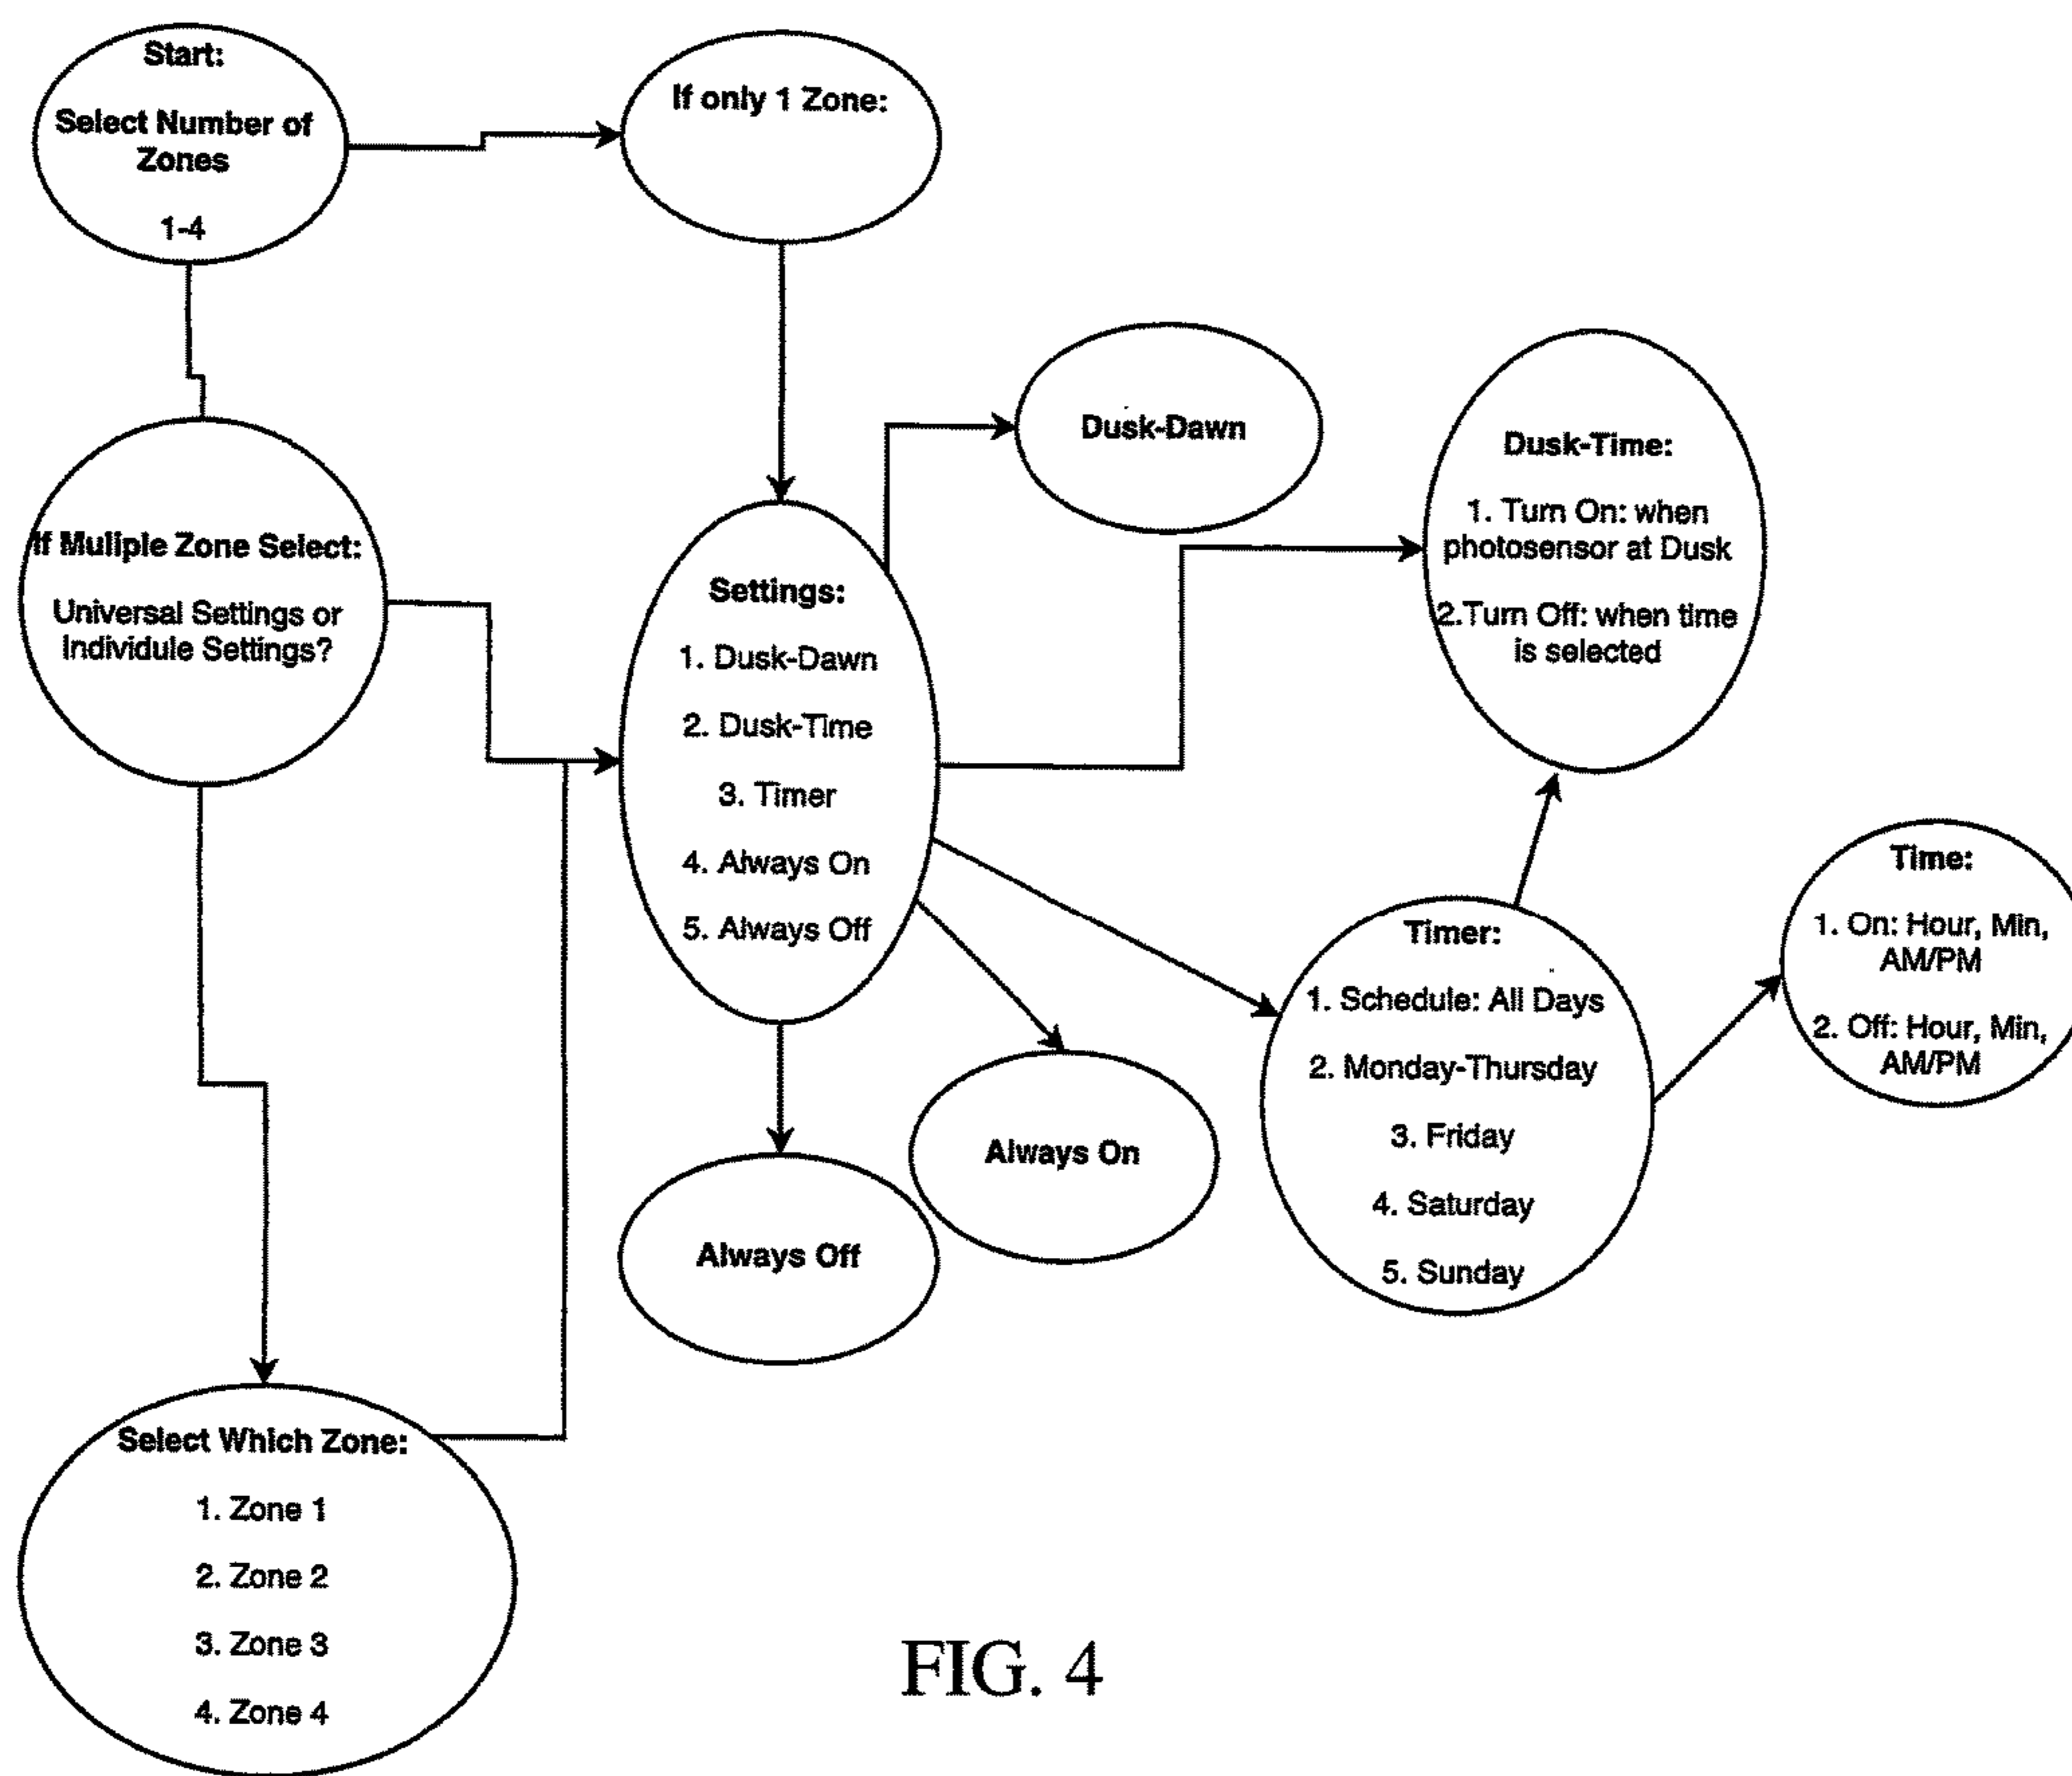 Start:
Select Number of
Zones
1-4
If only 1 Zone:
If Muliple Zone Select:
Universal Settings or
Individule Settings?
Settings:
1. Dusk-Dawn
2. Dusk-Time
3. Timer
4. Always On
5. Always Off
Dusk-Dawn
Dusk-Time:
1. Turn On: when
photosensor at Dusk
2.Turn Off: when time
is selected
Timer:
1. Schedule: All Days
2. Monday-Thursday
3. Friday
4. Saturday
5. Sunday
Time:
1. On: Hour, Min,
AM/PM
2. Off: Hour, Min,
AM/PM
Always On
Always Off
Select Which Zone:
1. Zone 1
2. Zone 2
3. Zone 3
4. Zone 4
FIG. 4